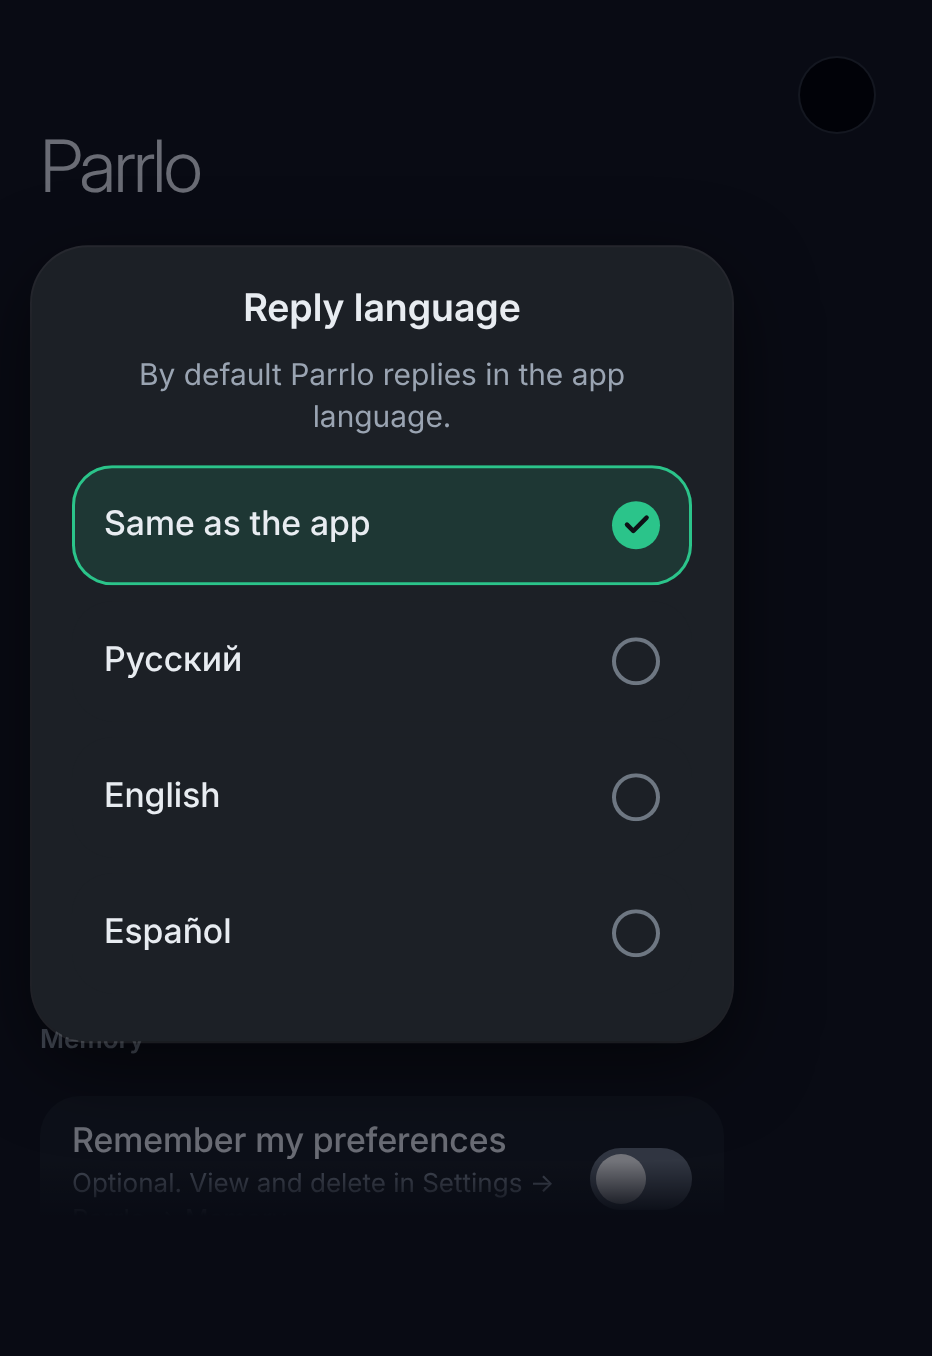 Parrlo
Reply language
By default Parrlo replies in the app
language.
Same as the app
Русский
English
Español
Memory
Remember my preferences
Optional. View and delete in Settings →